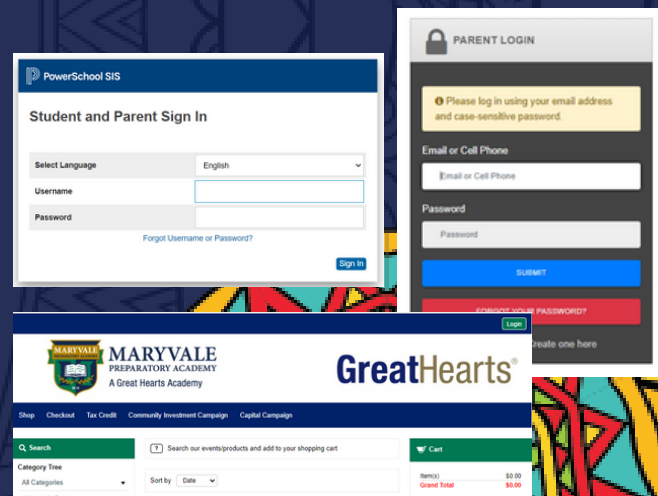 PowerSchool SIS
Student and Parent Sign In
Select Language
English
Username
Password
Forgot Username or Password?
Sign In
PARENT LOGIN
Please log in using your email address
and case-sensitive password.
Email or Cell Phone
Email or Cell Phone
Password
Password
SUBMIT
FORGOT YOUR PASSWORD?
Create one here
Login
MARYVALE
MARYVALE
PREPARATORY ACADEMY
A Great Hearts Academy
GreatHearts®
Shop Checkout Tax Credit Community Investment Campaign Capital Campaign
Search
Category Tree
All Categories
? Search our events/products and add to your shopping cart
Sort by Date
Cart
Item(s) $0.00
Grand Total $0.00